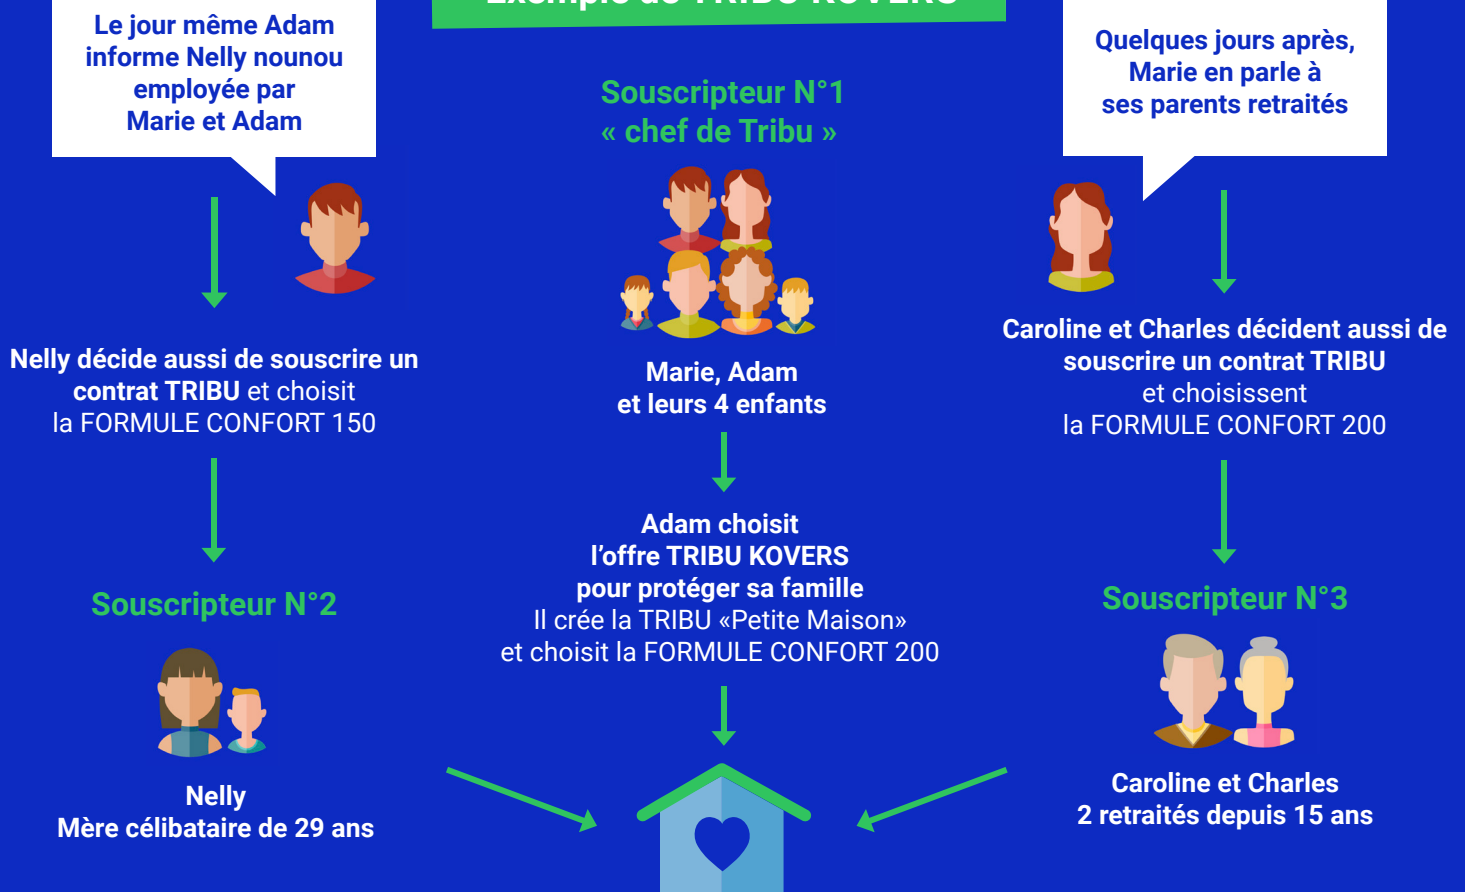 Exemple de TRIBU KOVERS
Le jour même Adam
informe Nelly nounou
employée par
Marie et Adam
Nelly décide aussi de souscrire un
contrat TRIBU et choisit
la FORMULE CONFORT 150
Souscripteur N°2
Nelly
Mère célibataire de 29 ans
Souscripteur N°1
« chef de Tribu »
Marie, Adam
et leurs 4 enfants
Adam choisit
l’offre TRIBU KOVERS
pour protéger sa famille
Il crée la TRIBU «Petite Maison»
et choisit la FORMULE CONFORT 200
Quelques jours après,
Marie en parle à
ses parents retraités
Caroline et Charles décident aussi de
souscrire un contrat TRIBU
et choisissent
la FORMULE CONFORT 200
Souscripteur N°3
Caroline et Charles
2 retraités depuis 15 ans